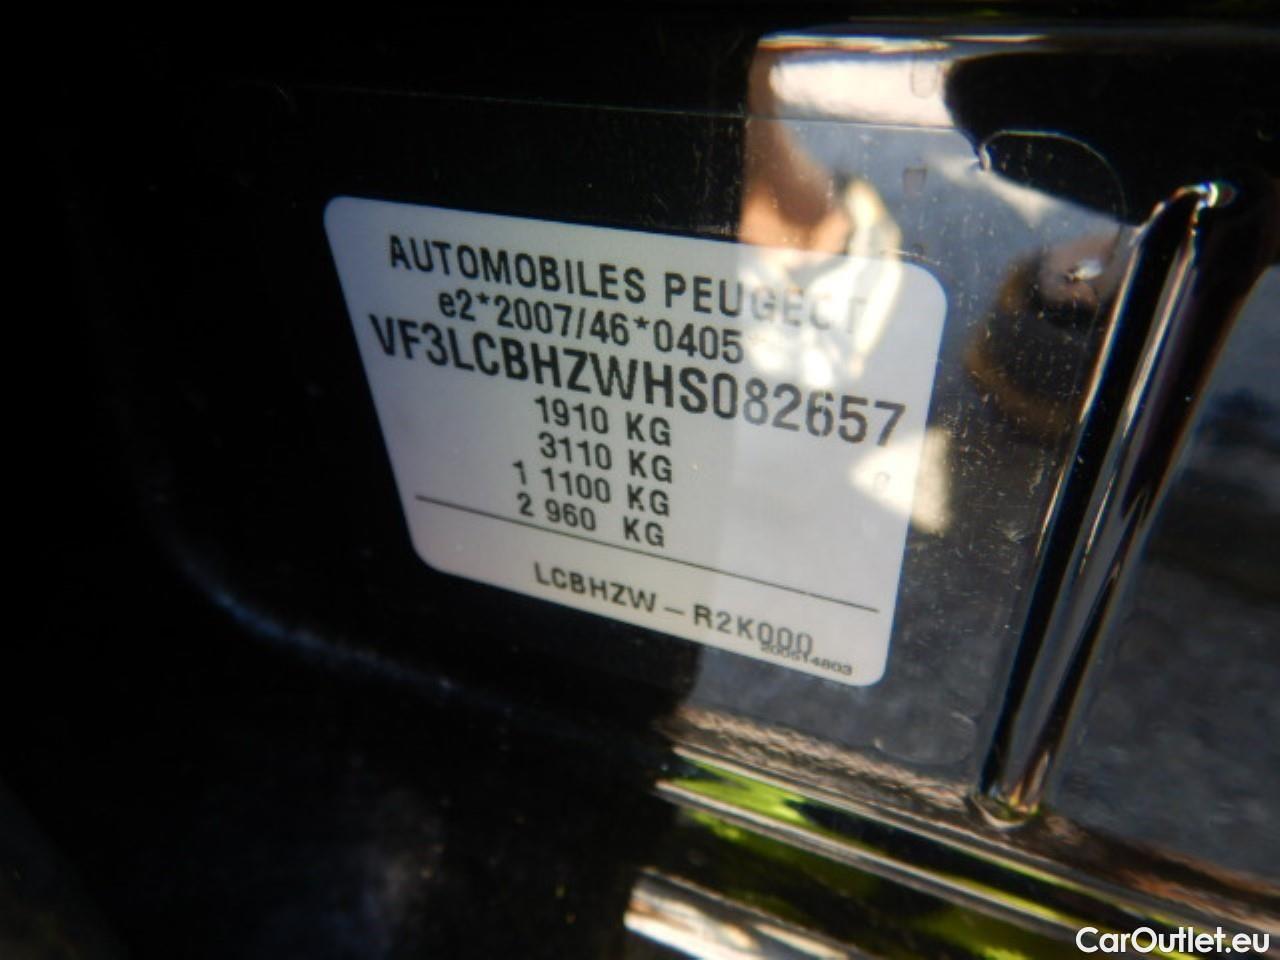 AUTOMOBILES PEUGEOT
e2*2007/46*0405
VF3LCBHZWHS082657
1910 KG
3110 KG
1 1100 KG
2 960 KG
LCBHZW - R2K000
200514803
CarOutlet.eu